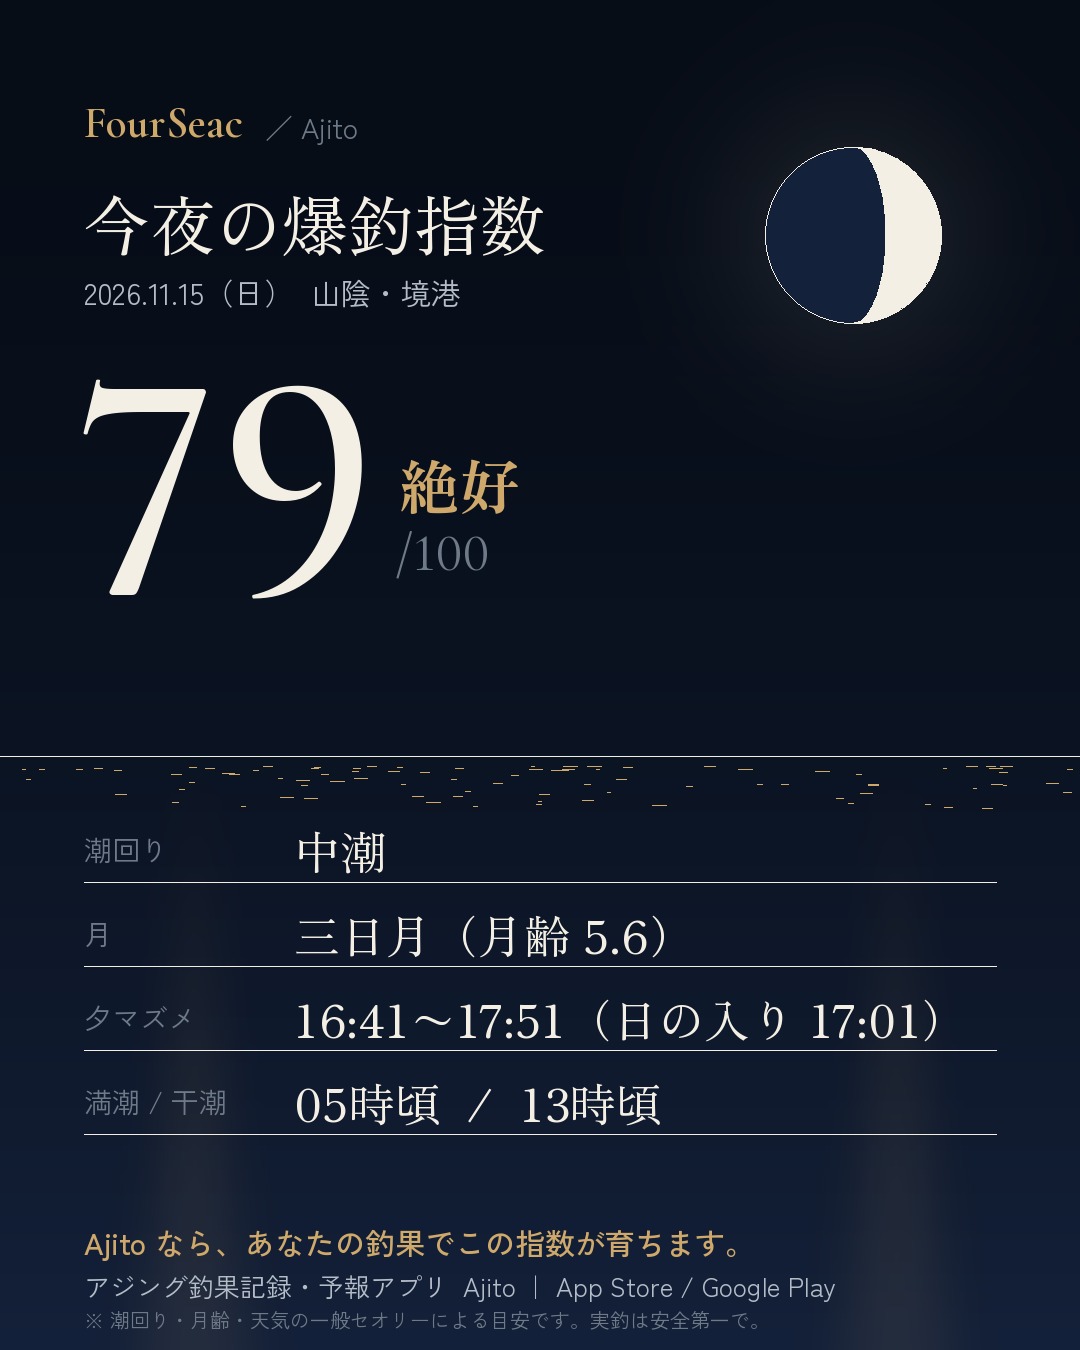 FourSeac ／ Ajito
今夜の爆釣指数
2026.11.15（日） 山陰・境港
79
絶好
/100
潮回り 中潮
月 三日月（月齢 5.6）
夕マズメ 16:41〜17:51（日の入り 17:01）
満潮 / 干潮 05時頃 / 13時頃
Ajito なら、あなたの釣果でこの指数が育ちます。
アジング釣果記録・予報アプリ Ajito ｜ App Store / Google Play
※ 潮回り・月齢・天気の一般セオリーによる目安です。実釣は安全第一で。